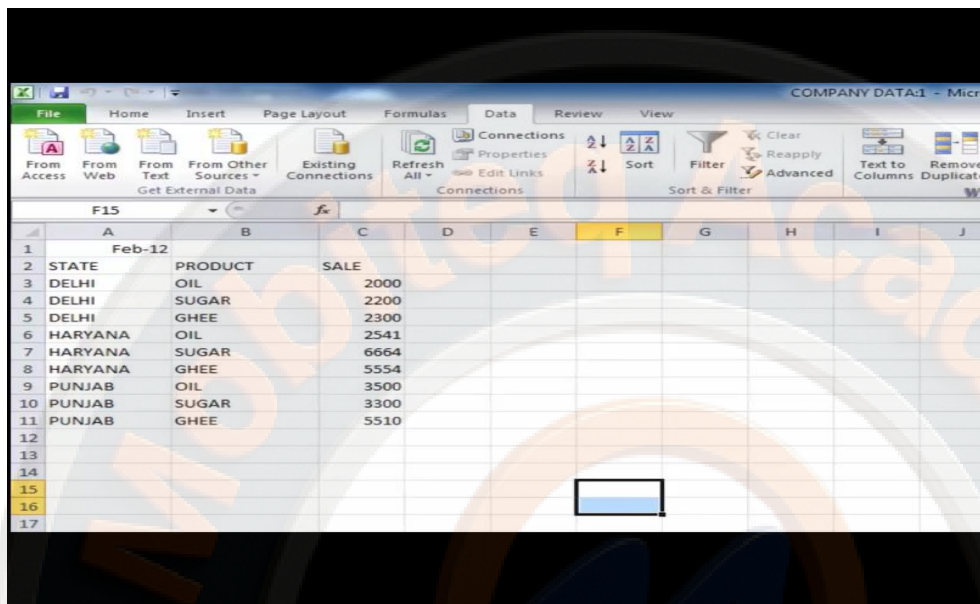 COMPANY DATA:1 - Micr
File Home Insert Page Layout Formulas Data Review View
From Access From Web From Text From Other Sources Existing Connections Refresh All Connections Properties Edit Links Sort Filter Clear Reapply Advanced Text to Columns Remove Duplicat
Get External Data Connections Sort & Filter
F15 fx
A B C D E F G H I J
1 Feb-12
2 STATE PRODUCT SALE
3 DELHI OIL 2000
4 DELHI SUGAR 2200
5 DELHI GHEE 2300
6 HARYANA OIL 2541
7 HARYANA SUGAR 6664
8 HARYANA GHEE 5554
9 PUNJAB OIL 3500
10 PUNJAB SUGAR 3300
11 PUNJAB GHEE 5510
12
13
14
15
16
17
Mobiteq Acad